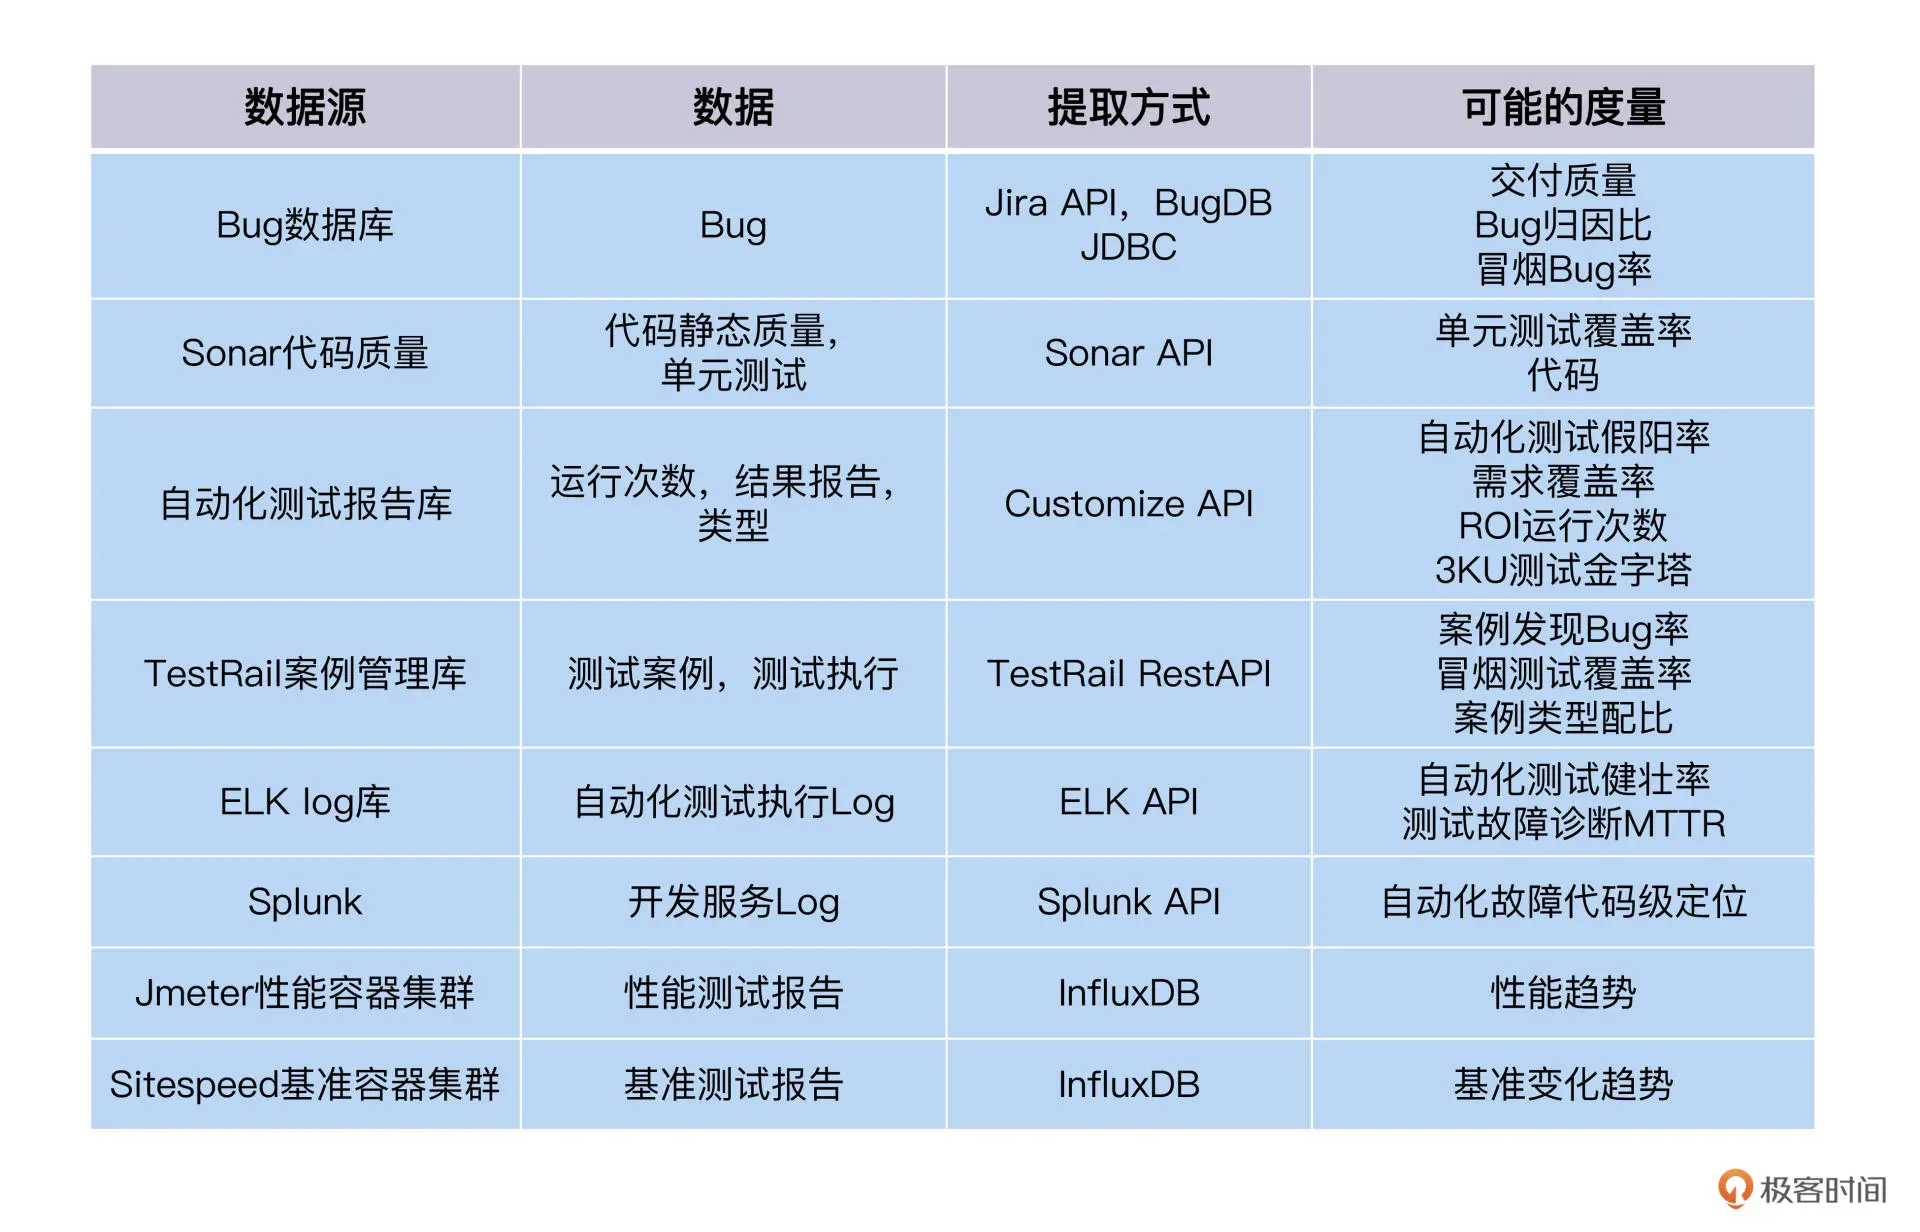 数据源
数据
提取方式
可能的度量
Bug数据库
Bug
Jira API，BugDB
JDBC
交付质量
Bug归因比
冒烟Bug率
Sonar代码质量
代码静态质量，
单元测试
Sonar API
单元测试覆盖率
代码
自动化测试报告库
运行次数，结果报告，
类型
Customize API
自动化测试假阳率
需求覆盖率
ROI运行次数
3KU测试金字塔
TestRail案例管理库
测试案例，测试执行
TestRail RestAPI
案例发现Bug率
冒烟测试覆盖率
案例类型配比
ELK log库
自动化测试执行Log
ELK API
自动化测试健壮率
测试故障诊断MTTR
Splunk
开发服务Log
Splunk API
自动化故障代码级定位
Jmeter性能容器集群
性能测试报告
InfluxDB
性能趋势
Sitespeed基准容器集群
基准测试报告
InfluxDB
基准变化趋势
极客时间